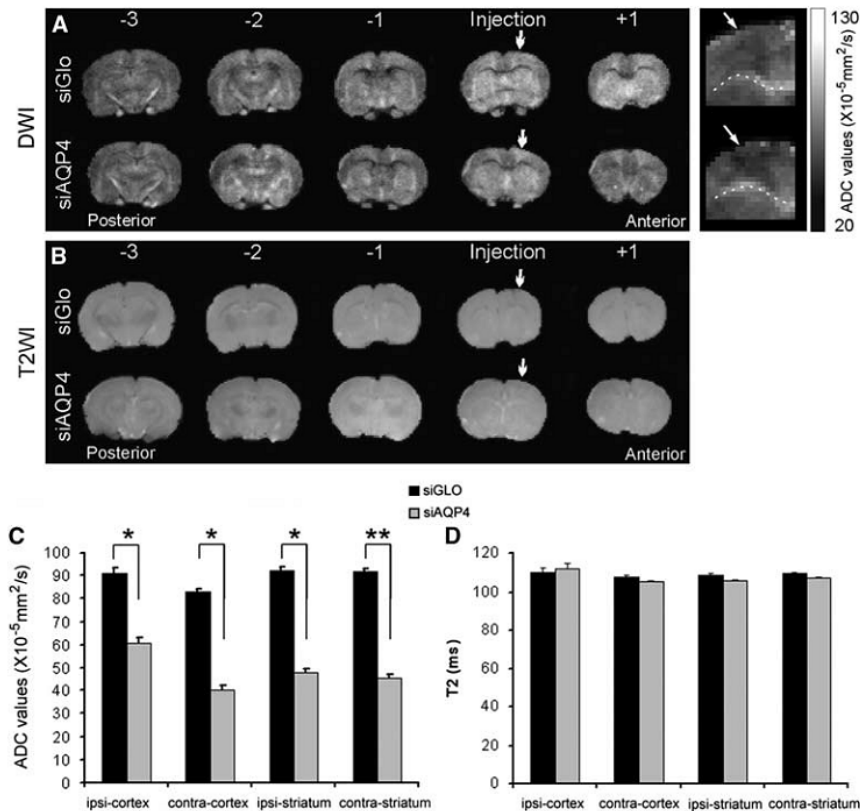 A
-3 -2 -1 Injection +1
DWI
siGlo
siAQP4
Posterior Anterior
130
ADC values (X10-5mm2/s)
20
B
-3 -2 -1 Injection +1
T2WI
siGlo
siAQP4
Posterior Anterior
siGLO
siAQP4
C
ADC values (X10-5mm2/s)
100
90
80
70
60
50
40
30
20
10
0
* * * **
ipsi-cortex contra-cortex ipsi-striatum contra-striatum
D
T2 (ms)
120
100
80
60
40
20
0
ipsi-cortex contra-cortex ipsi-striatum contra-striatum